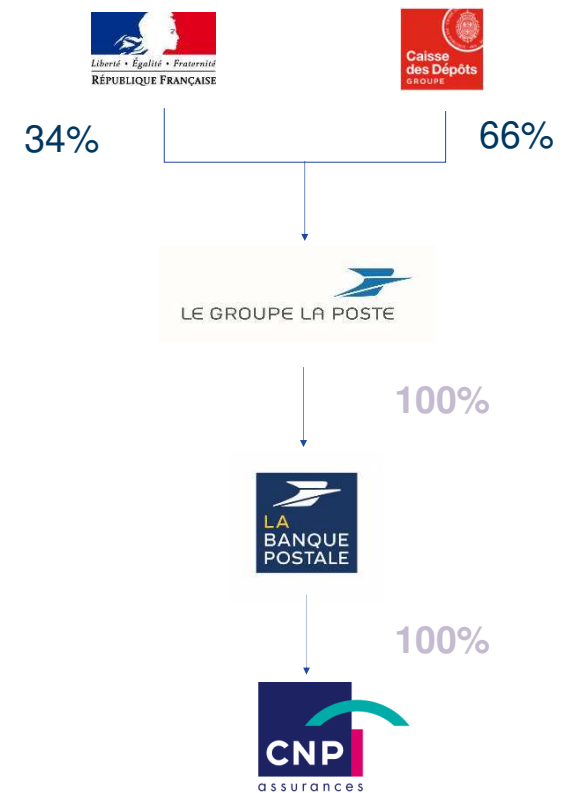 Liberté • Égalité • Fraternité
RÉPUBLIQUE FRANÇAISE
Caisse
des Dépôts
GROUPE
34%
66%
LE GROUPE LA POSTE
100%
LA
BANQUE
POSTALE
100%
CNP
assurances